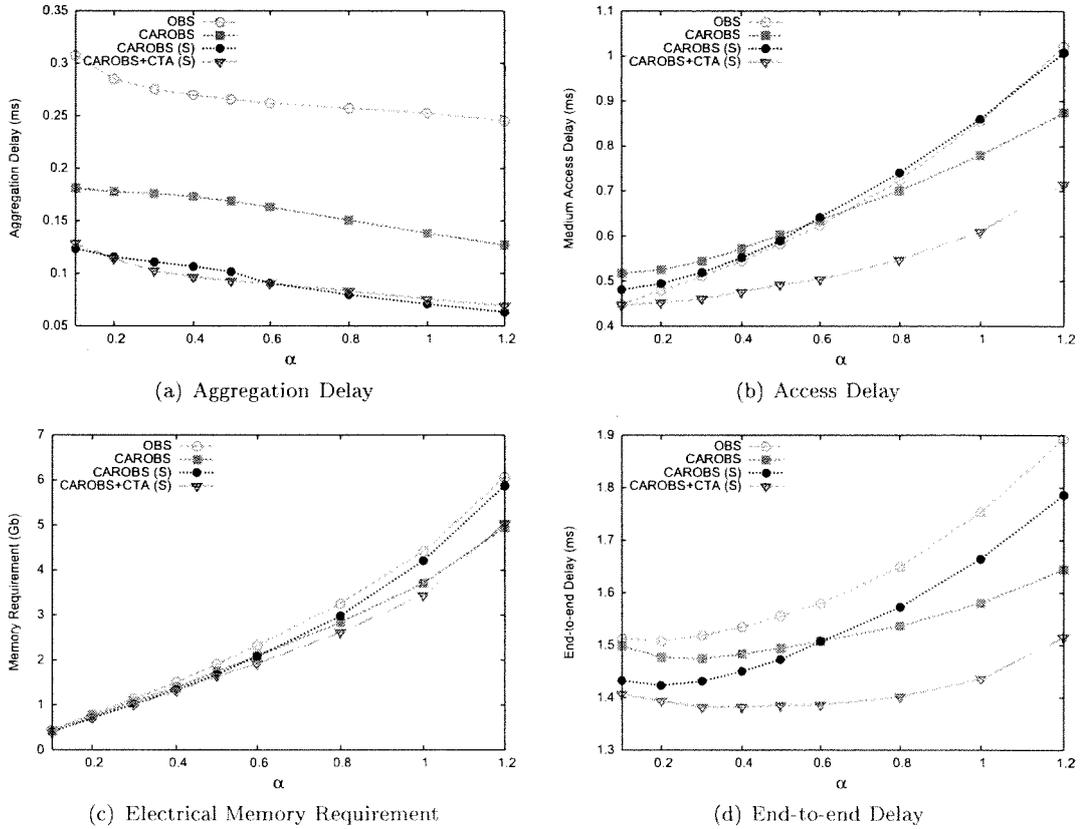 0.35
0.3
0.25
0.2
0.15
0.1
0.05
Aggregation Delay (ms)
OBS
CAROBS
CAROBS (S)
CAROBS+CTA (S)
0.2 0.4 0.6 0.8 1 1.2
α
(a) Aggregation Delay
1.1
1
0.9
0.8
0.7
0.6
0.5
0.4
Medium Access Delay (ms)
OBS
CAROBS
CAROBS (S)
CAROBS+CTA (S)
0.2 0.4 0.6 0.8 1 1.2
α
(b) Access Delay
7
6
5
4
3
2
1
0
Memory Requirement (Gb)
OBS
CAROBS
CAROBS (S)
CAROBS+CTA (S)
0.2 0.4 0.6 0.8 1 1.2
α
(c) Electrical Memory Requirement
1.9
1.8
1.7
1.6
1.5
1.4
1.3
End-to-end Delay (ms)
OBS
CAROBS
CAROBS (S)
CAROBS+CTA (S)
0.2 0.4 0.6 0.8 1 1.2
α
(d) End-to-end Delay